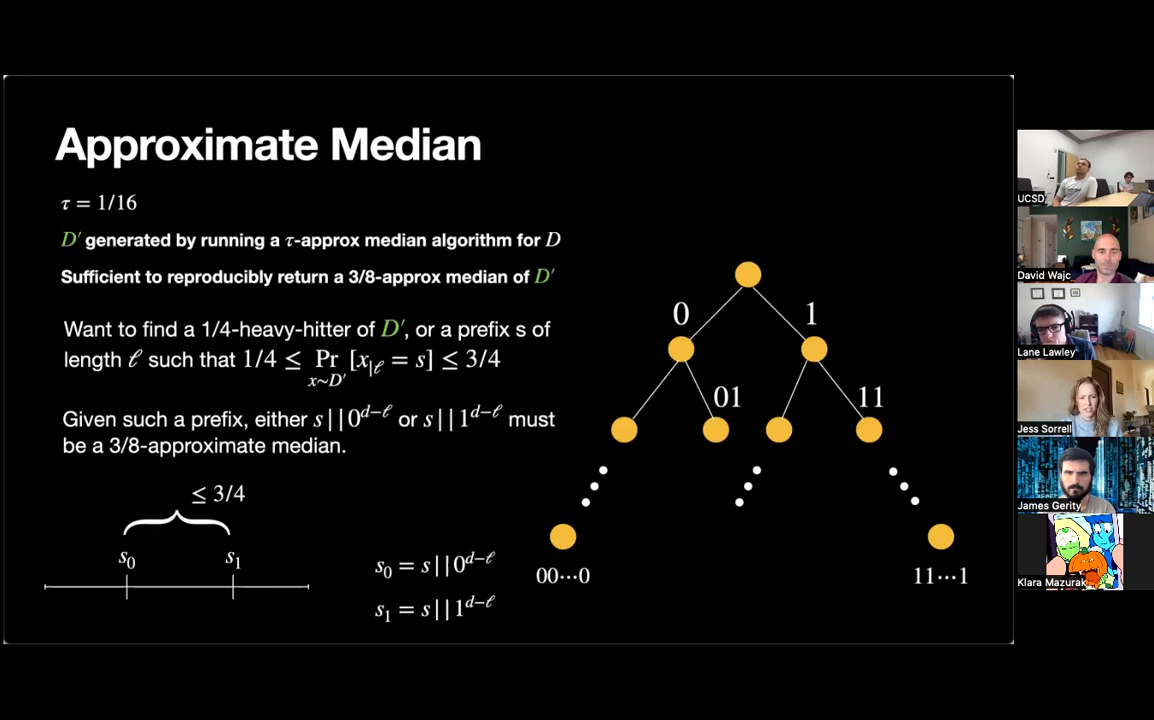 Approximate Median
τ = 1/16
D′ generated by running a τ-approx median algorithm for D
Sufficient to reproducibly return a 3/8-approx median of D′
Want to find a 1/4-heavy-hitter of D′, or a prefix s of
length ℓ such that 1/4 ≤ Pr [x|ℓ = s] ≤ 3/4
x∼D′
Given such a prefix, either s||0^{d−ℓ} or s||1^{d−ℓ} must
be a 3/8-approximate median.
≤ 3/4
s₀ s₁
s₀ = s||0^{d−ℓ}
s₁ = s||1^{d−ℓ}
0 1
01 11
00···0 11···1
UCSD
David Wajc
Lane Lawley
Jess Sorrell
James Gerity
Klara Mazurak